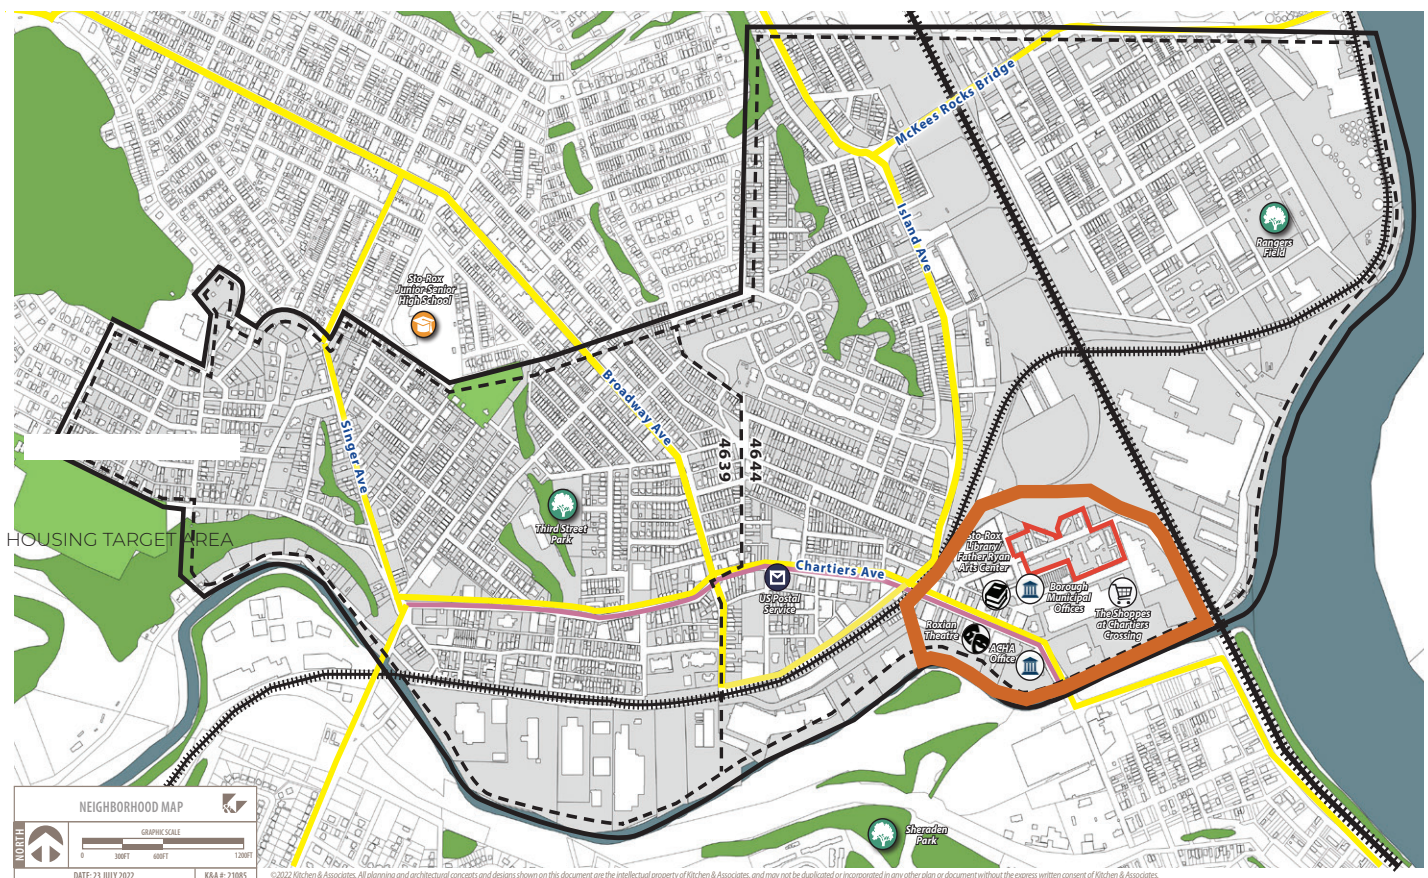 McKees Rocks Bridge
Island Ave
Rangers
Field
Sto-Rox
Junior-Senior
High School
Broadway Ave
Singer Ave
4639
4644
Third Street
Park
HOUSING TARGET AREA
Chartiers Ave
US Postal
Service
Sto-Rox
Library/
Father Ryan
Arts Center
Borough
Municipal
Offices
The Shoppes
at Chartiers
Crossing
Roxian
Theatre
ACHA
Office
Sheraden
Park
NEIGHBORHOOD MAP
NORTH
GRAPHIC SCALE
0 300FT 600FT 1200FT
DATE: 23 JULY 2022 K&A #: 21085
©2022 Kitchen & Associates. All planning and architectural concepts and designs shown on this document are the intellectual property of Kitchen & Associates, and may not be duplicated or incorporated in any other plan or document without the express written consent of Kitchen & Associates.